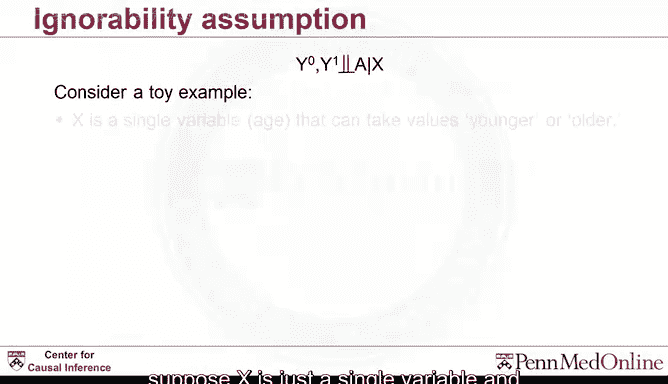 Ignorability assumption
Y⁰,Y¹⫫A|X
Consider a toy example:
• X is a single variable (age) that can take values 'younger' or 'older.'
suppose X is just a single variable and
Center for
Causal Inference
PennMedOnline